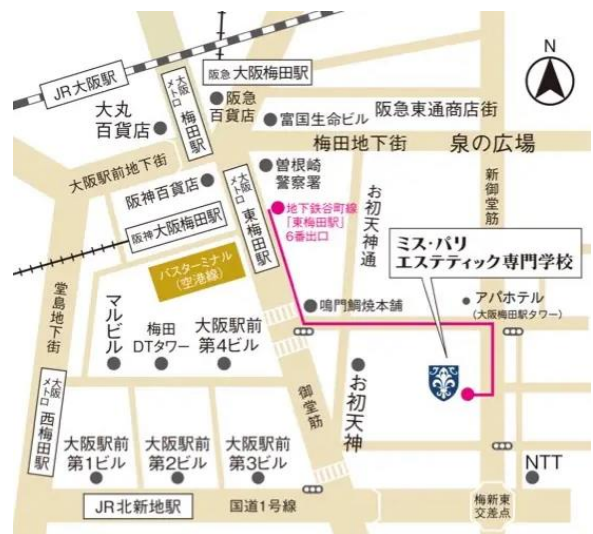 N
JR大阪駅
大阪
メトロ
梅田駅
阪急 大阪梅田駅
大丸
百貨店
阪急
百貨店
富国生命ビル
阪急東通商店街
梅田地下街
泉の広場
大阪駅前地下街
阪神百貨店
曽根崎
警察署
大阪
メトロ
東梅田駅
地下鉄谷町線
「東梅田駅」
6番出口
お初天神通
新御堂筋
阪神 大阪梅田駅
バスターミナル
(空港線)
ミス・パリ
エステティック専門学校
堂島地下街
マルビル
梅田
DTタワー
大阪駅前
第4ビル
鳴門鯛焼本舗
アパホテル
(大阪梅田駅タワー)
御堂筋
お初天神
大阪
メトロ
西梅田駅
大阪駅前
第1ビル
大阪駅前
第2ビル
大阪駅前
第3ビル
NTT
JR北新地駅
国道1号線
梅新東
交差点